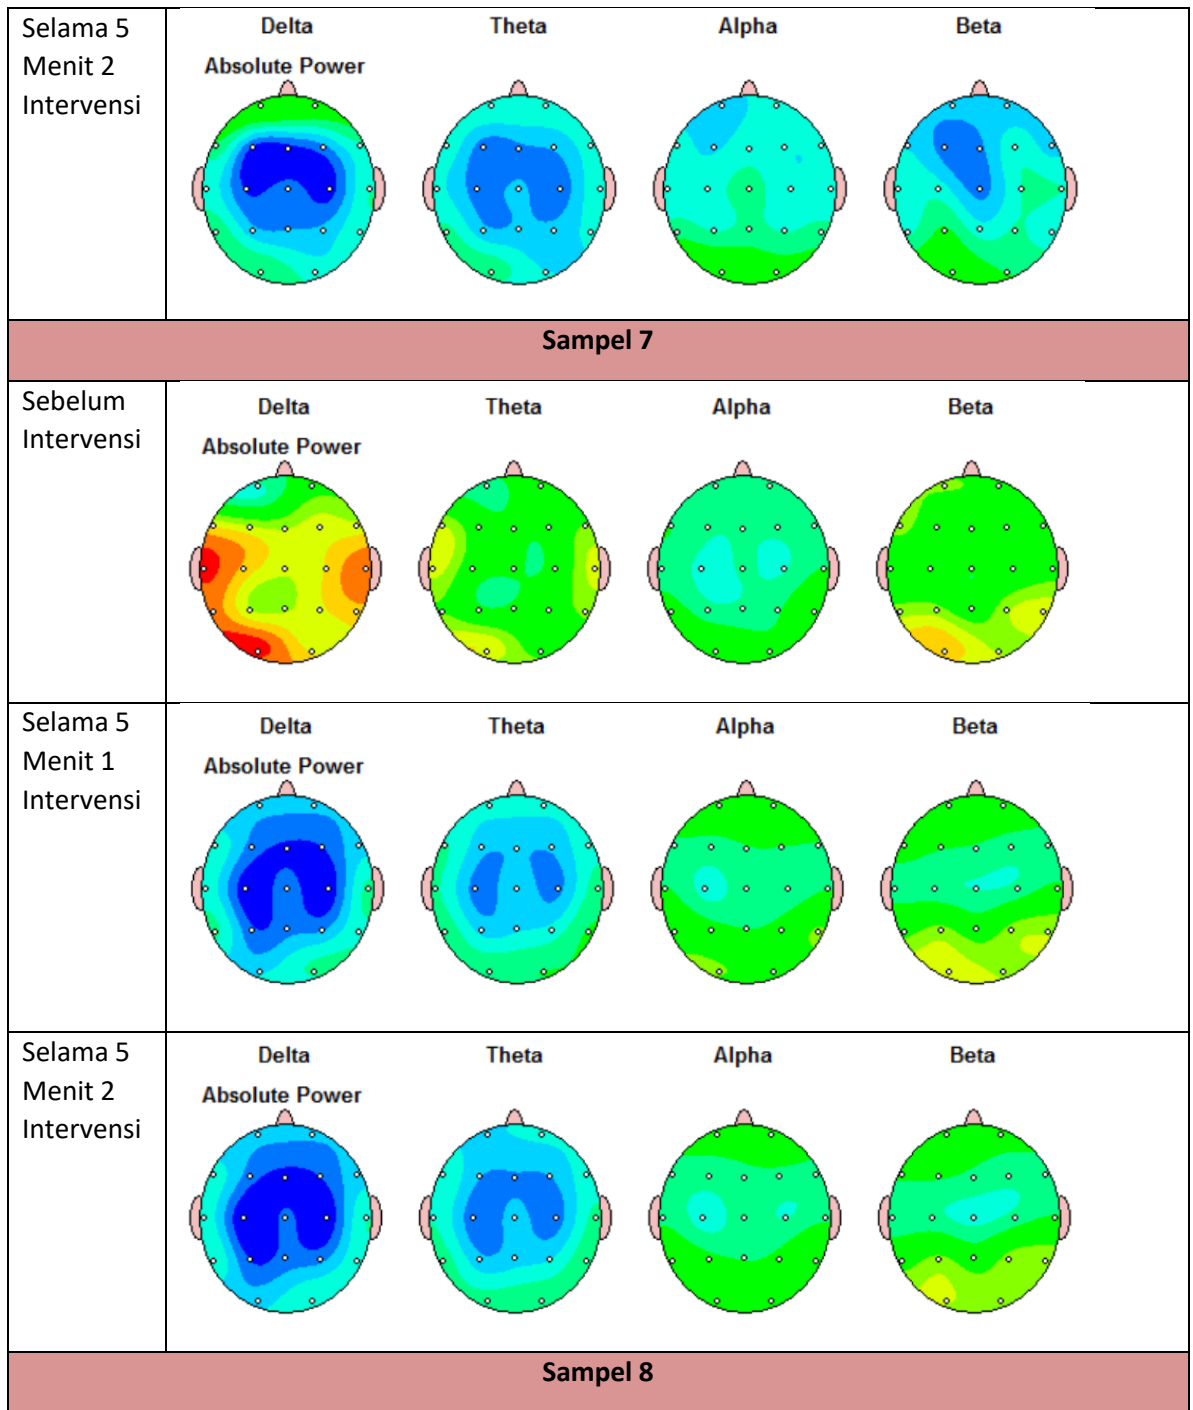 Selama 5
Menit 2
Intervensi
Delta Theta Alpha Beta
Absolute Power
Sampel 7
Sebelum
Intervensi
Delta Theta Alpha Beta
Absolute Power
Selama 5
Menit 1
Intervensi
Delta Theta Alpha Beta
Absolute Power
Selama 5
Menit 2
Intervensi
Delta Theta Alpha Beta
Absolute Power
Sampel 8